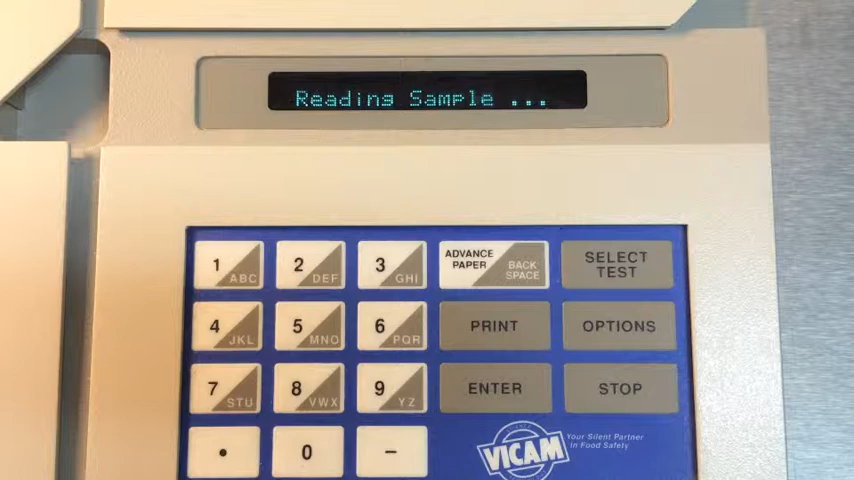 Reading Sample ...
1 ABC
2 DEF
3 GHI
ADVANCE
PAPER
BACK
SPACE
SELECT
TEST
4 JKL
5 MNO
6 PQR
PRINT
OPTIONS
7 STU
8 VWX
9 YZ
ENTER
STOP
.
0
-
VICAM
Your Silent Partner
in Food Safety